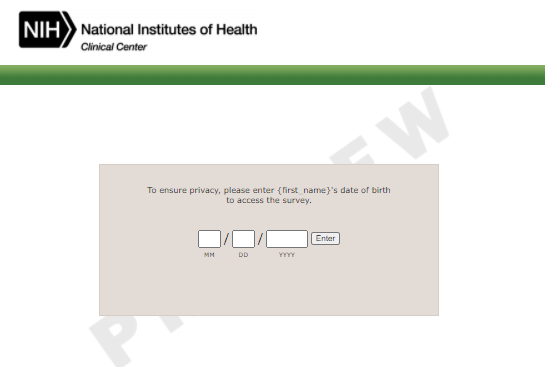 NIH
National Institutes of Health
Clinical Center
PREVIEW
To ensure privacy, please enter {first_name}'s date of birth
to access the survey.
/ / Enter
MM DD YYYY